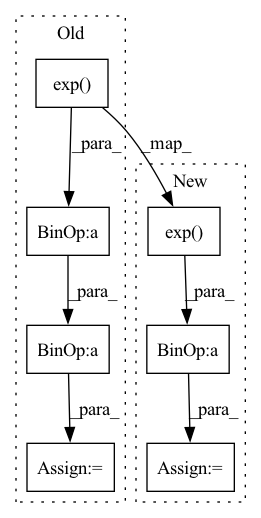 Old
exp()
_para_
_map_
New
BinOp:a
exp()
_para_
_para_
BinOp:a
BinOp:a
_para_
_para_
Assign:=
Assign:=